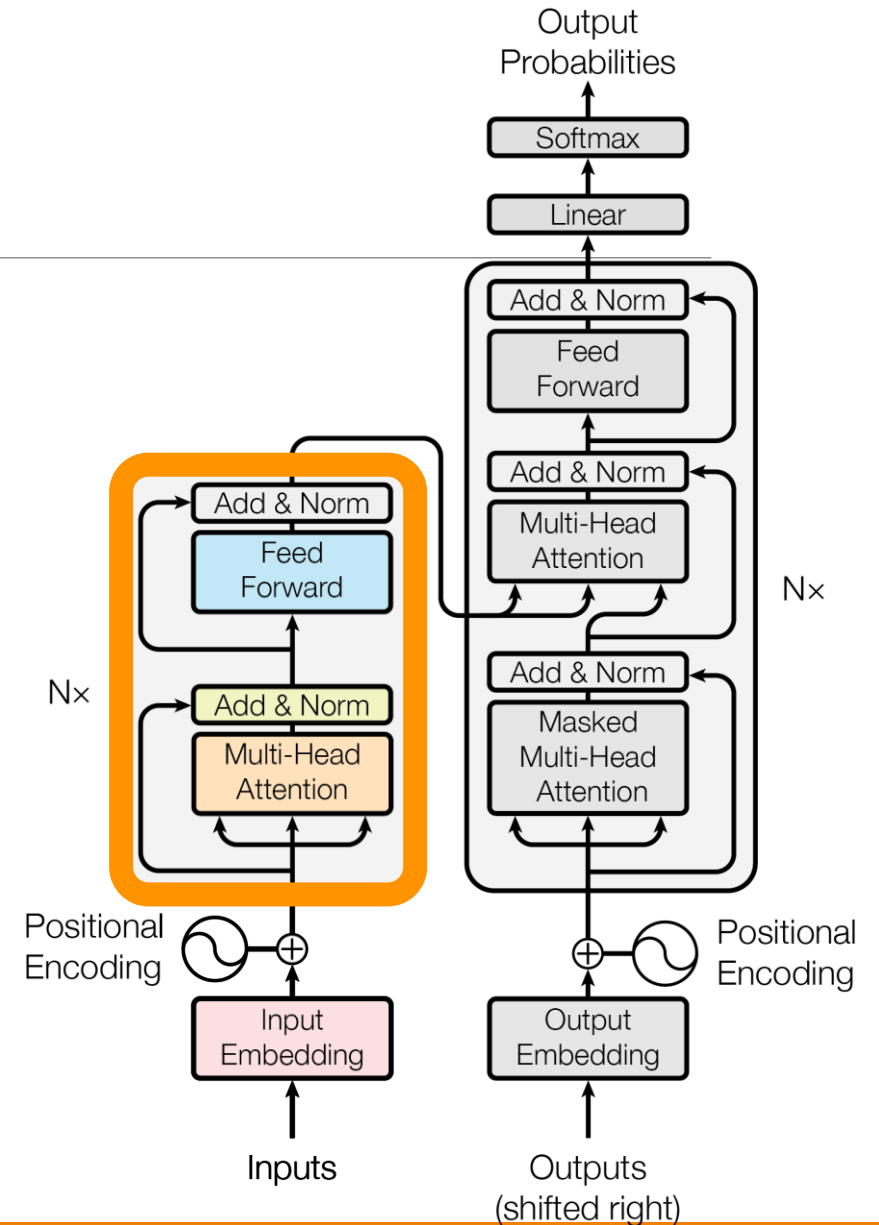 Output
Probabilities
Softmax
Linear
Add & Norm
Feed
Forward
Add & Norm
Multi-Head
Attention
Nx
Add & Norm
Masked
Multi-Head
Attention
Add & Norm
Feed
Forward
Nx
Add & Norm
Multi-Head
Attention
Positional
Encoding
Positional
Encoding
Input
Embedding
Output
Embedding
Inputs
Outputs
(shifted right)